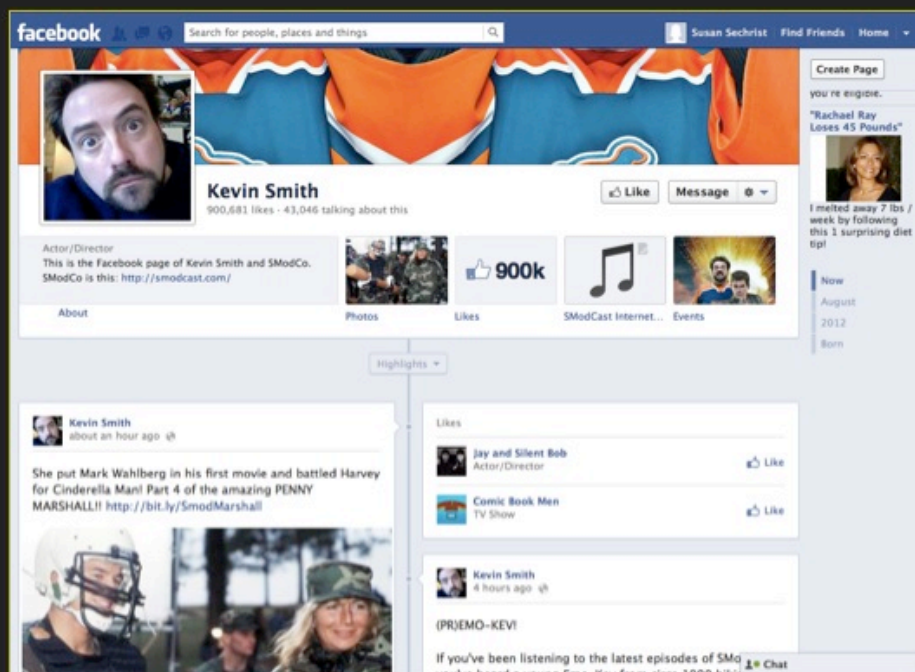 facebook
Search for people, places and things
Susan Sechrist
Find Friends
Home
Kevin Smith
900,681 likes · 43,046 talking about this
Like
Message
Actor/Director
This is the Facebook page of Kevin Smith and SModCo.
SModCo is this: http://smodcast.com/
About
900k
Photos
Likes
SModCast Internet...
Events
Create Page
you're eligible.
"Rachael Ray
Loses 45 Pounds"
I melted away 7 lbs /
week by following
this 1 surprising diet
tip!
Now
August
2012
Born
Highlights
Kevin Smith
about an hour ago
She put Mark Wahlberg in his first movie and battled Harvey
for Cinderella Man! Part 4 of the amazing PENNY
MARSHALL!! http://bit.ly/SmodMarshall
Likes
Jay and Silent Bob
Actor/Director
Like
Comic Book Men
TV Show
Like
Kevin Smith
4 hours ago
(PR)EMO-KEV!
If you've been listening to the latest episodes of SMo
Chat